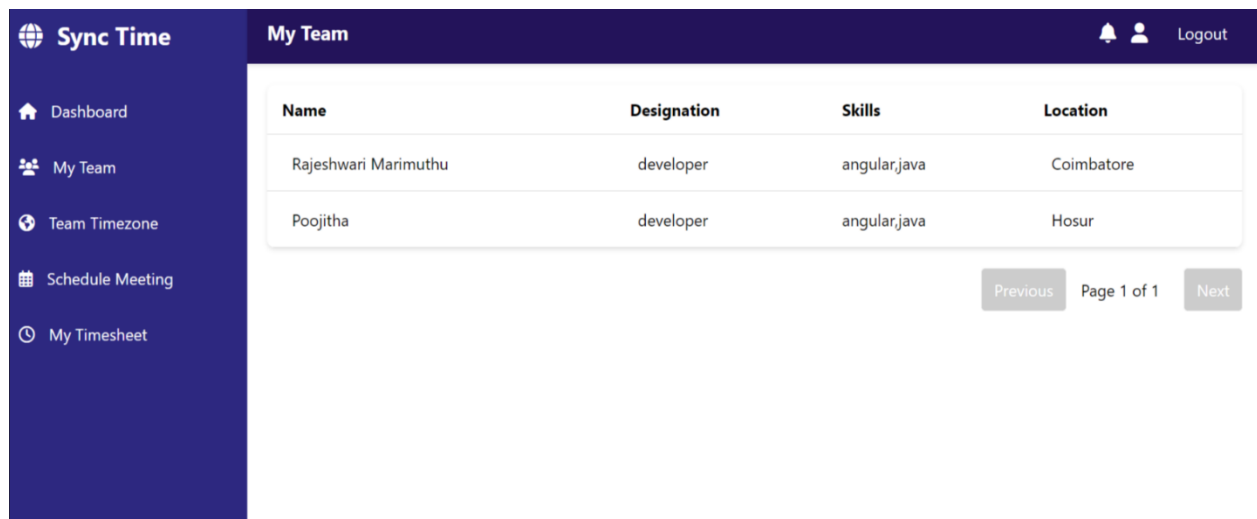 Sync Time
My Team
Logout
Dashboard
My Team
Team Timezone
Schedule Meeting
My Timesheet
Name Designation Skills Location
Rajeshwari Marimuthu developer angular,java Coimbatore
Poojitha developer angular,java Hosur
Previous Page 1 of 1 Next